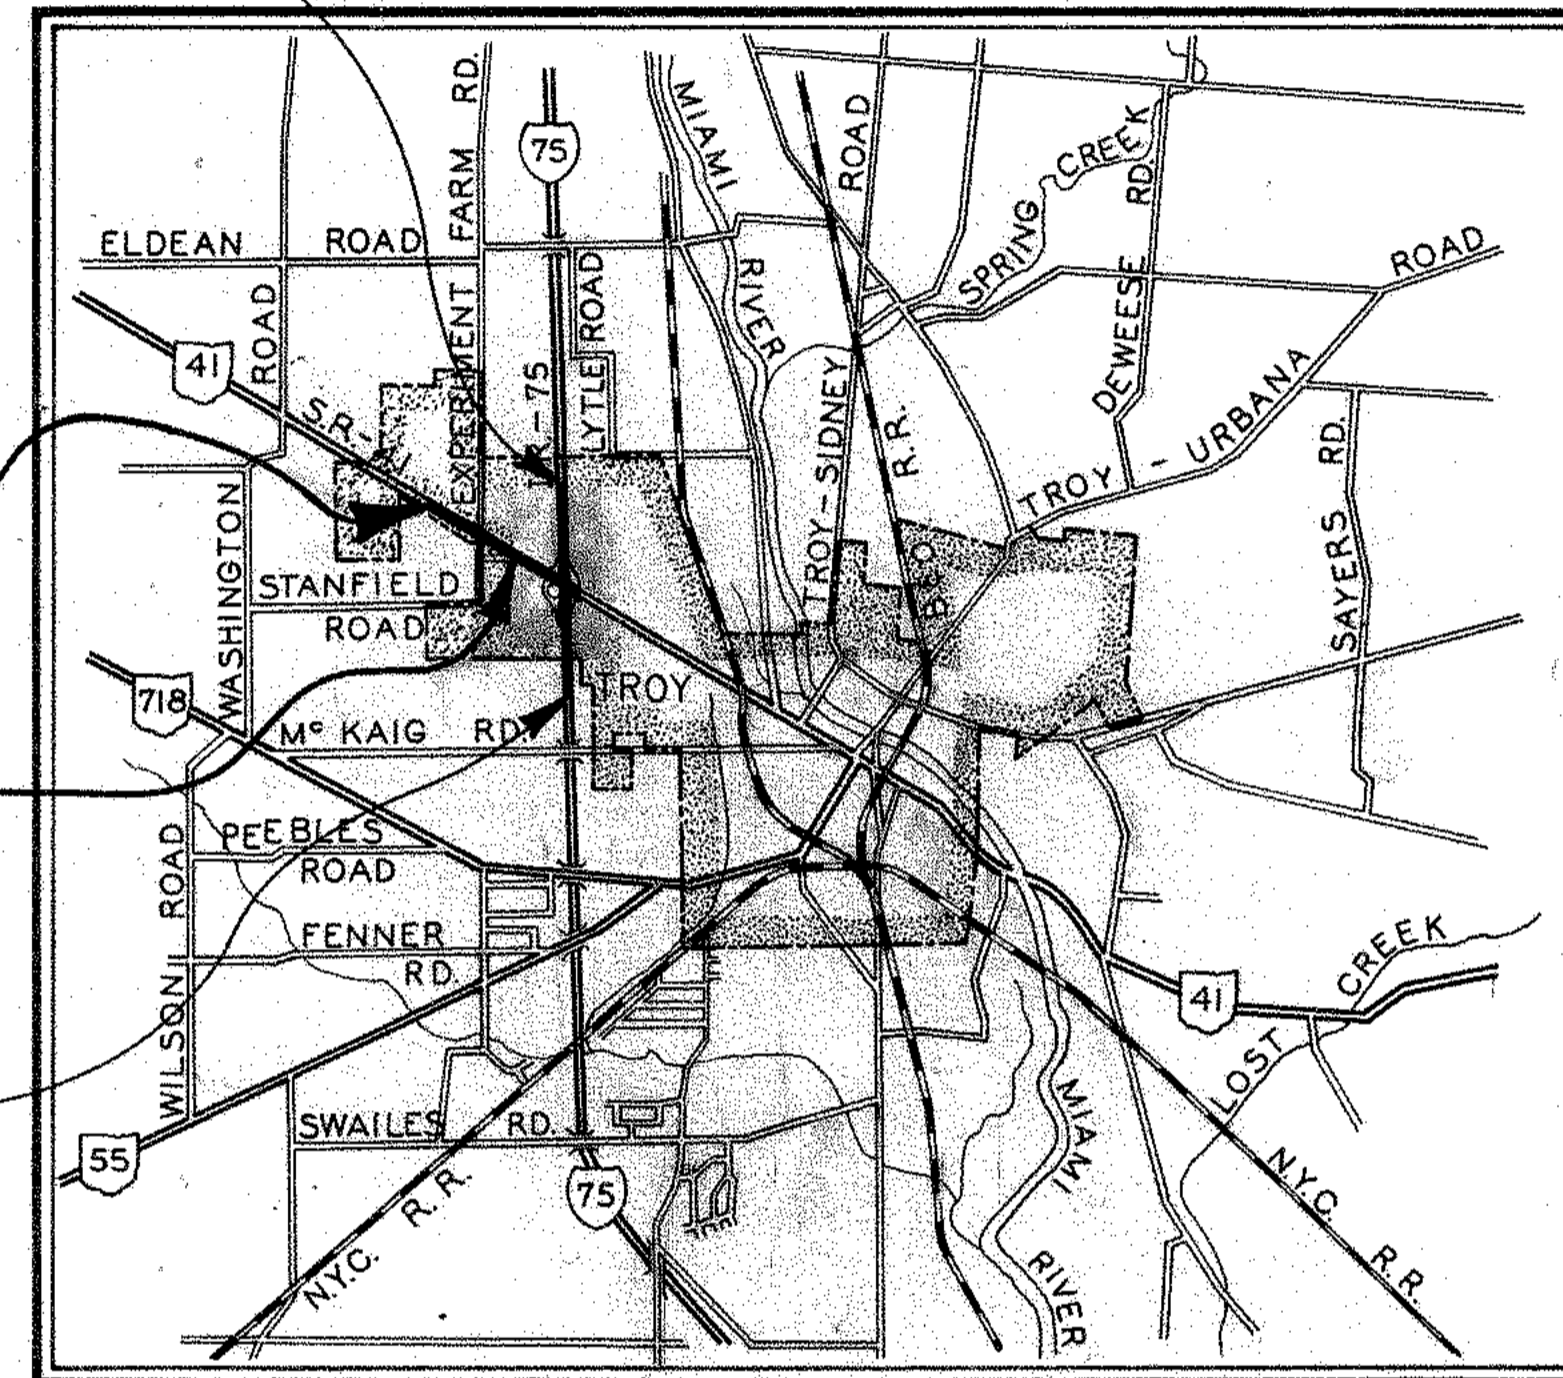 75
MIAMI
RIVER
ROAD
SPRING CREEK
DEWEESE RD.
ELDEAN ROAD
EXPERIMENT FARM RD.
ROAD
41
S.R.-41
I R-75
LYTLE ROAD
TROY-SIDNEY
B & O R.R.
TROY - URBANA ROAD
SAYERS RD.
WASHINGTON
STANFIELD
ROAD
718
TROY
Mc KAIG RD.
PEEBLES
ROAD
WILSON ROAD
FENNER
RD.
55
SWAILES RD.
75
N.Y.C. R.R.
41
LOST CREEK
MIAMI
RIVER
N.Y.C. R.R.